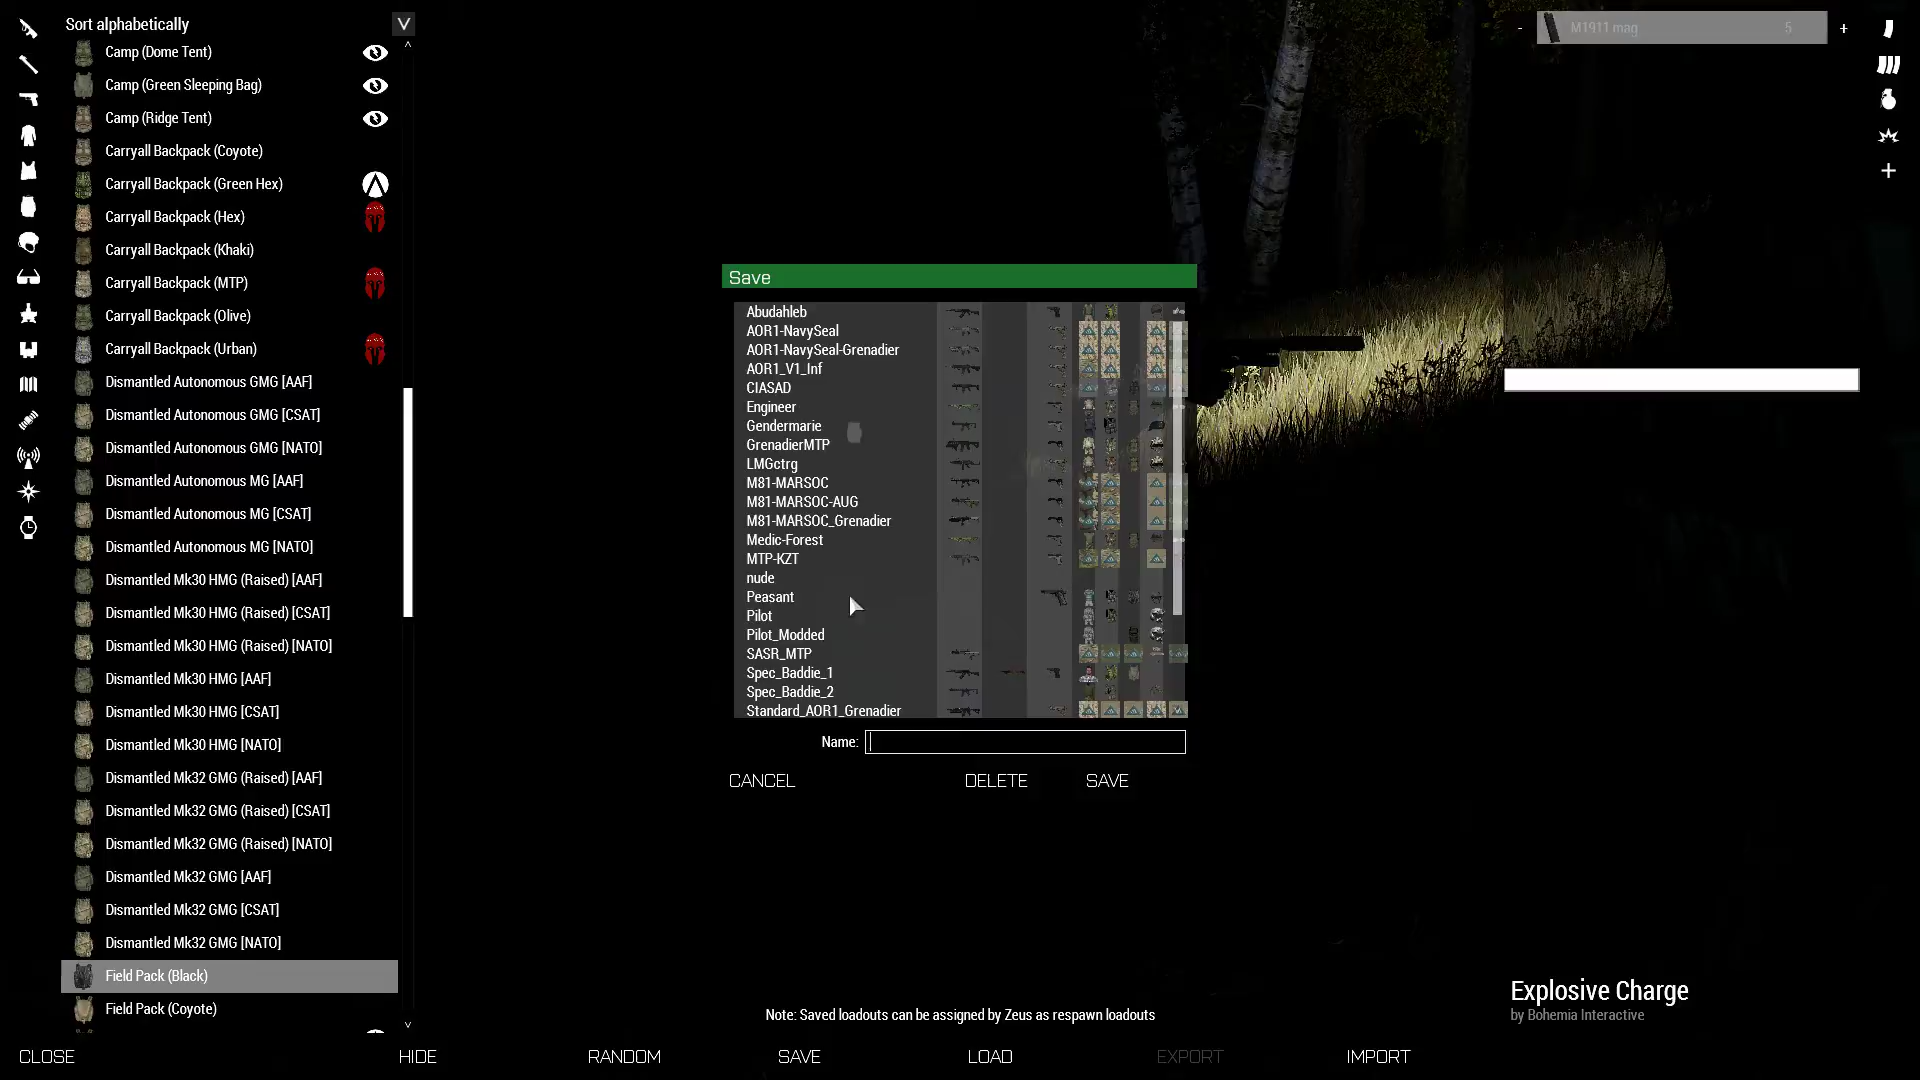 Sort alphabetically
V
Camp (Dome Tent)
Camp (Green Sleeping Bag)
Camp (Ridge Tent)
Carryall Backpack (Coyote)
Carryall Backpack (Green Hex)
Carryall Backpack (Hex)
Carryall Backpack (Khaki)
Carryall Backpack (MTP)
Carryall Backpack (Olive)
Carryall Backpack (Urban)
Dismantled Autonomous GMG [AAF]
Dismantled Autonomous GMG [CSAT]
Dismantled Autonomous GMG [NATO]
Dismantled Autonomous MG [AAF]
Dismantled Autonomous MG [CSAT]
Dismantled Autonomous MG [NATO]
Dismantled Mk30 HMG (Raised) [AAF]
Dismantled Mk30 HMG (Raised) [CSAT]
Dismantled Mk30 HMG (Raised) [NATO]
Dismantled Mk30 HMG [AAF]
Dismantled Mk30 HMG [CSAT]
Dismantled Mk30 HMG [NATO]
Dismantled Mk32 GMG (Raised) [AAF]
Dismantled Mk32 GMG (Raised) [CSAT]
Dismantled Mk32 GMG (Raised) [NATO]
Dismantled Mk32 GMG [AAF]
Dismantled Mk32 GMG [CSAT]
Dismantled Mk32 GMG [NATO]
Field Pack (Black)
Field Pack (Coyote)
Save
Abudahleb
AOR1-NavySeal
AOR1-NavySeal-Grenadier
AOR1_V1_Inf
CIASAD
Engineer
Gendermarie
GrenadierMTP
LMGctrg
M81-MARSOC
M81-MARSOC-AUG
M81-MARSOC_Grenadier
Medic-Forest
MTP-KZT
nude
Peasant
Pilot
Pilot_Modded
SASR_MTP
Spec_Baddie_1
Spec_Baddie_2
Standard_AOR1_Grenadier
Name:
CANCEL DELETE SAVE
- M1911 mag 5 +
Explosive Charge
by Bohemia Interactive
Note: Saved loadouts can be assigned by Zeus as respawn loadouts
CLOSE HIDE RANDOM SAVE LOAD EXPORT IMPORT